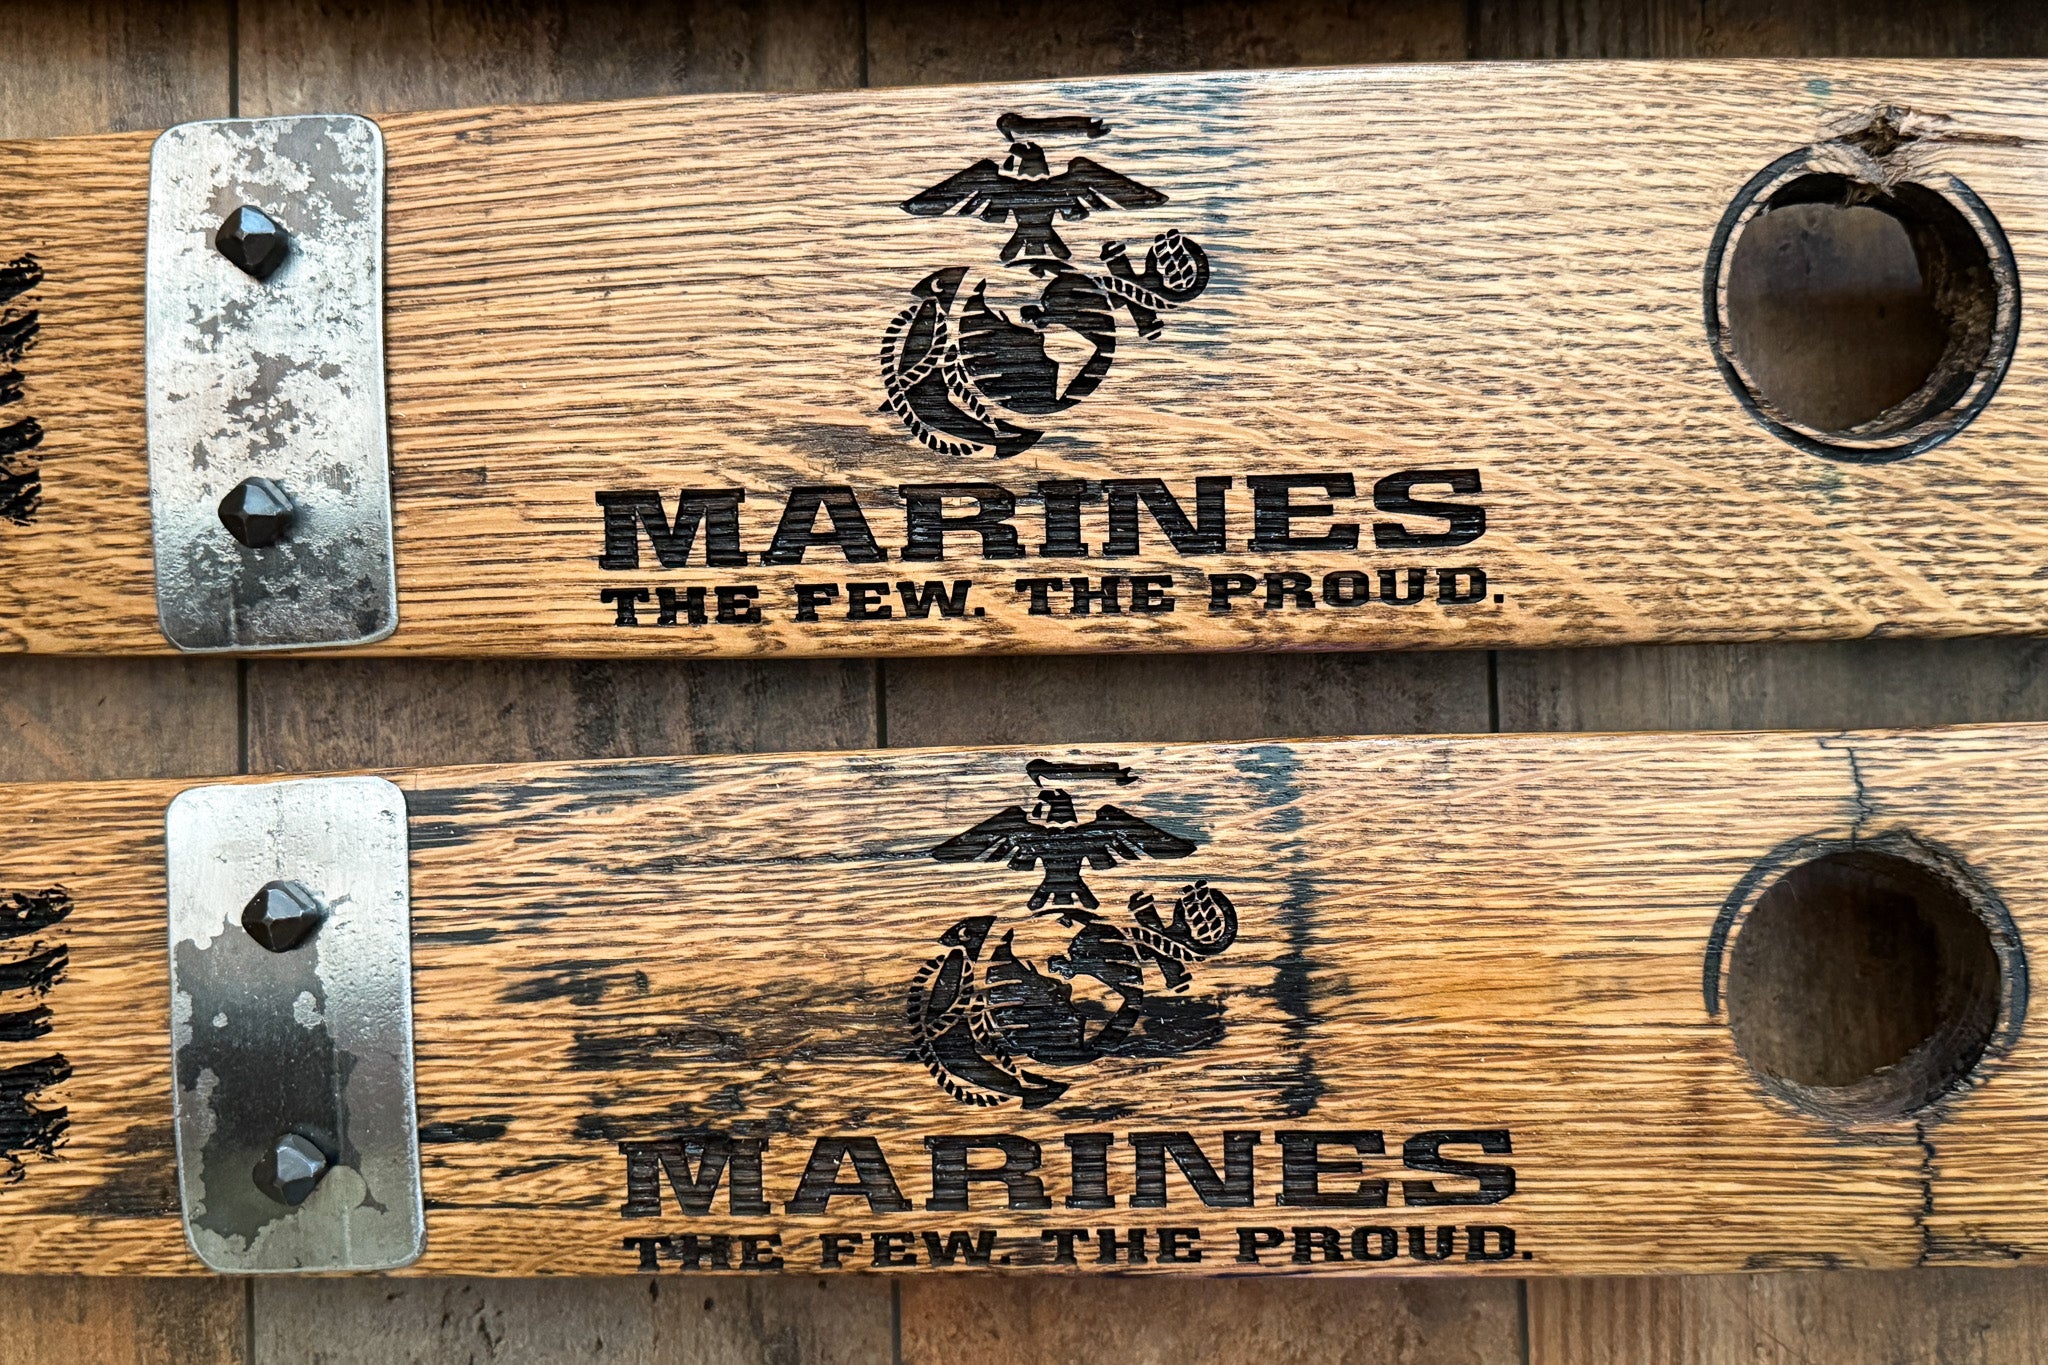 MARINES
THE FEW. THE PROUD.
MARINES
THE FEW. THE PROUD.